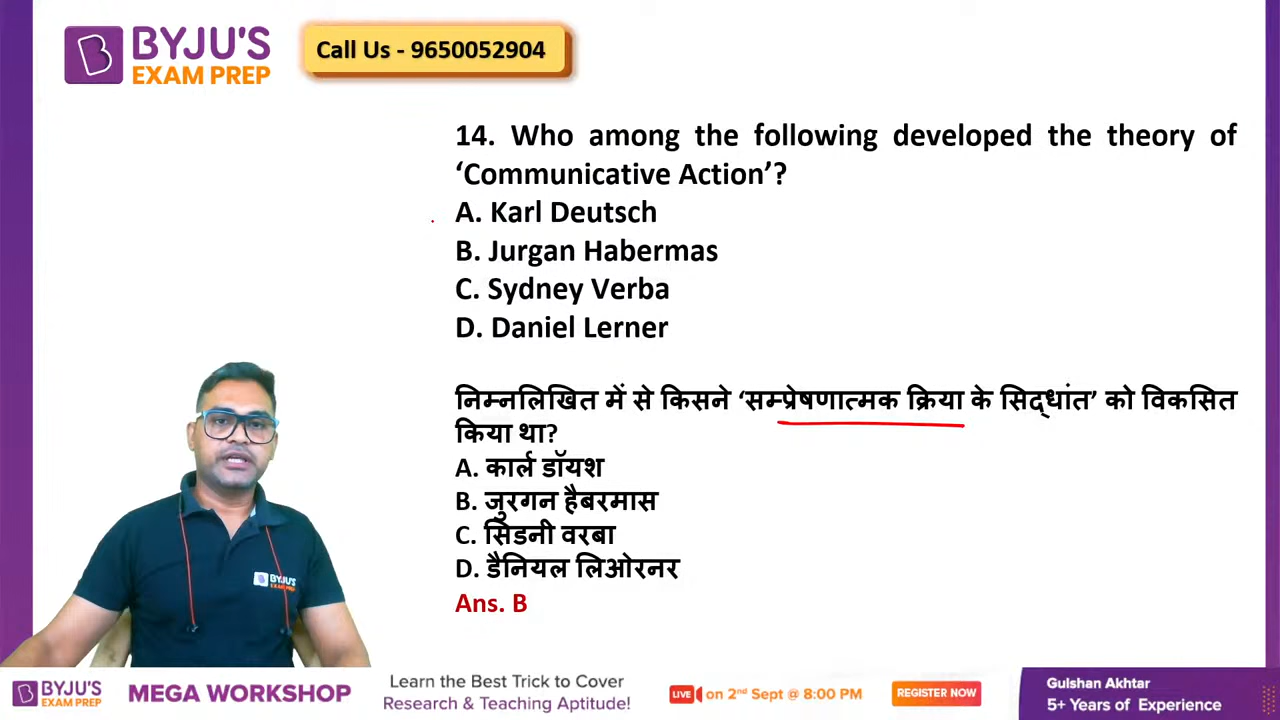 BYJU'S
EXAM PREP
Call Us - 9650052904
14. Who among the following developed the theory of
‘Communicative Action’?
A. Karl Deutsch
B. Jurgan Habermas
C. Sydney Verba
D. Daniel Lerner
निम्नलिखित में से किसने ‘सम्प्रेषणात्मक क्रिया के सिद्धांत’ को विकसित
किया था?
A. कार्ल डॉयश
B. जुरगन हैबरमास
C. सिडनी वरबा
D. डैनियल लिओरनर
Ans. B
BYJU'S
EXAM PREP
BYJU'S
EXAM PREP
MEGA WORKSHOP
Learn the Best Trick to Cover
Research & Teaching Aptitude!
LIVE on 2nd Sept @ 8:00 PM
REGISTER NOW
Gulshan Akhtar
5+ Years of Experience